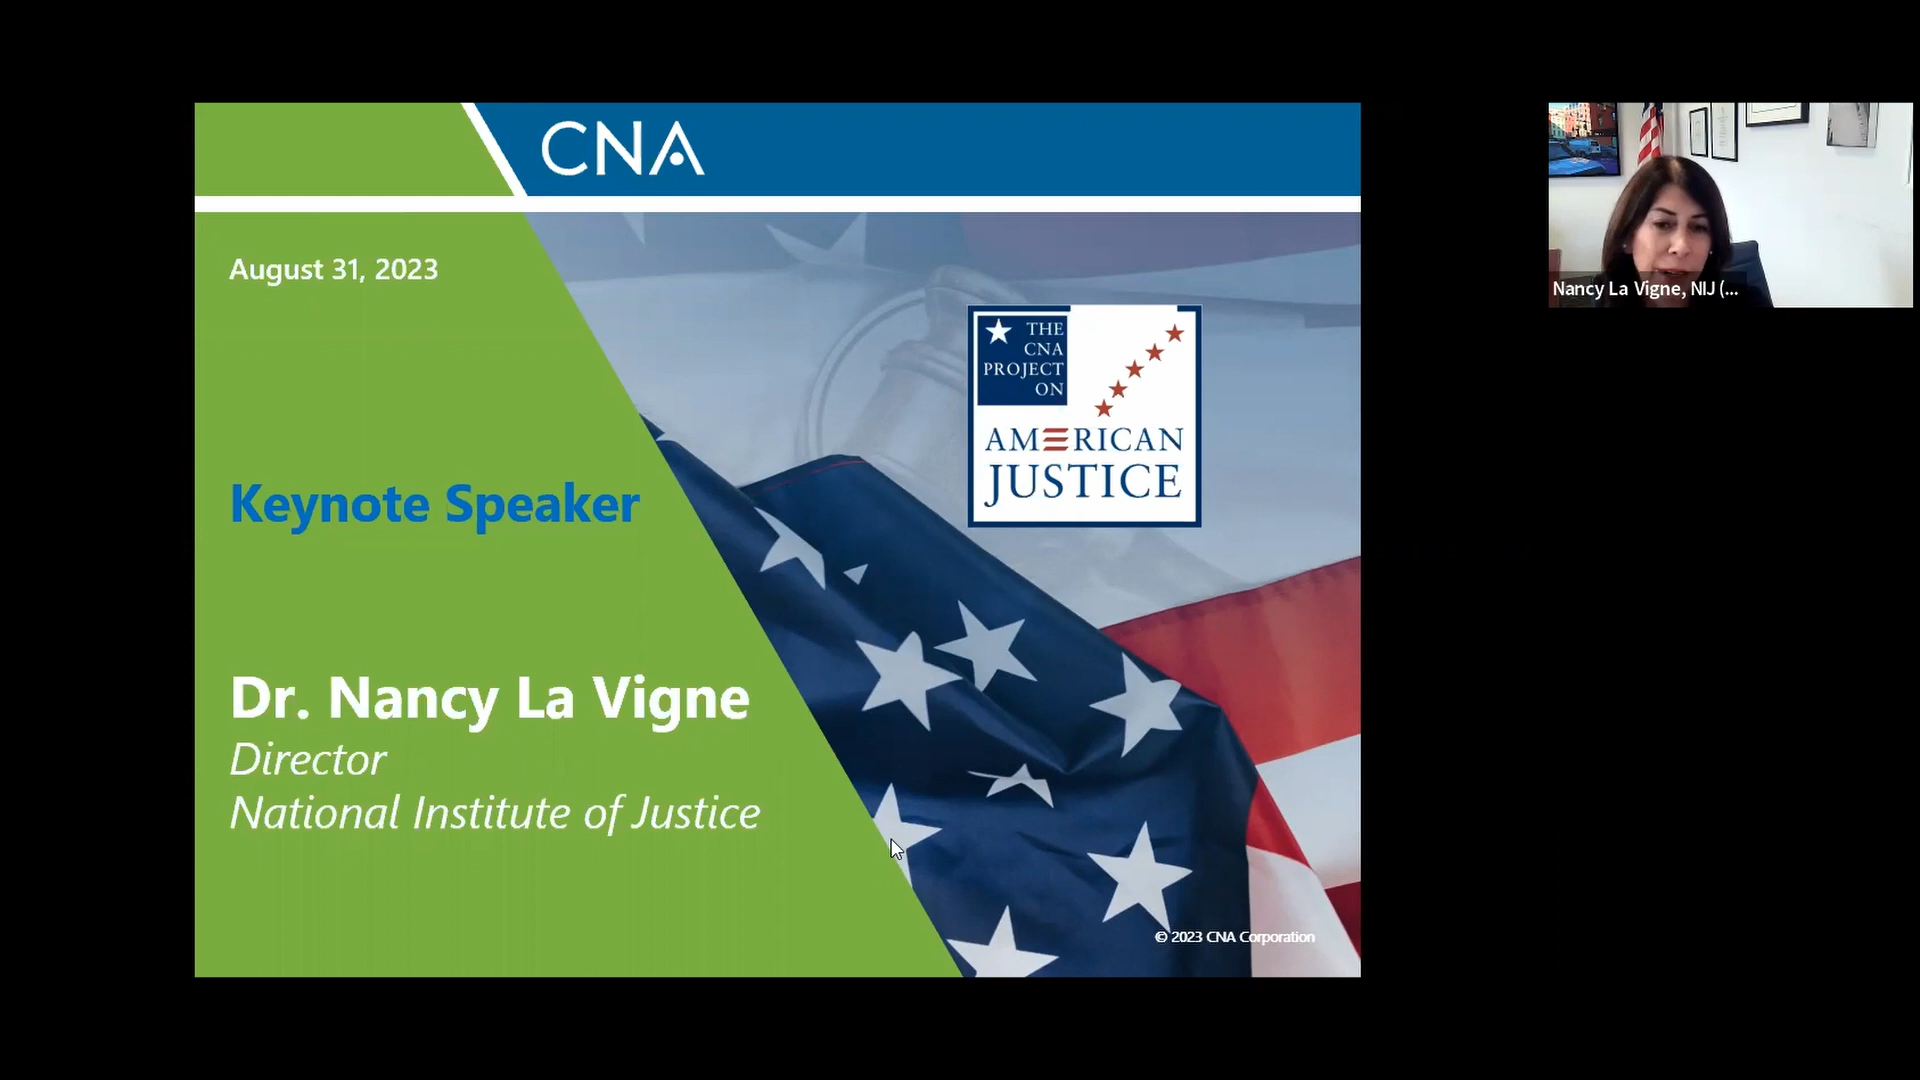 CNA
August 31, 2023
THE
CNA
PROJECT
ON
AMERICAN
JUSTICE
Keynote Speaker
Dr. Nancy La Vigne
Director
National Institute of Justice
© 2023 CNA Corporation
Nancy La Vigne, NIJ (...